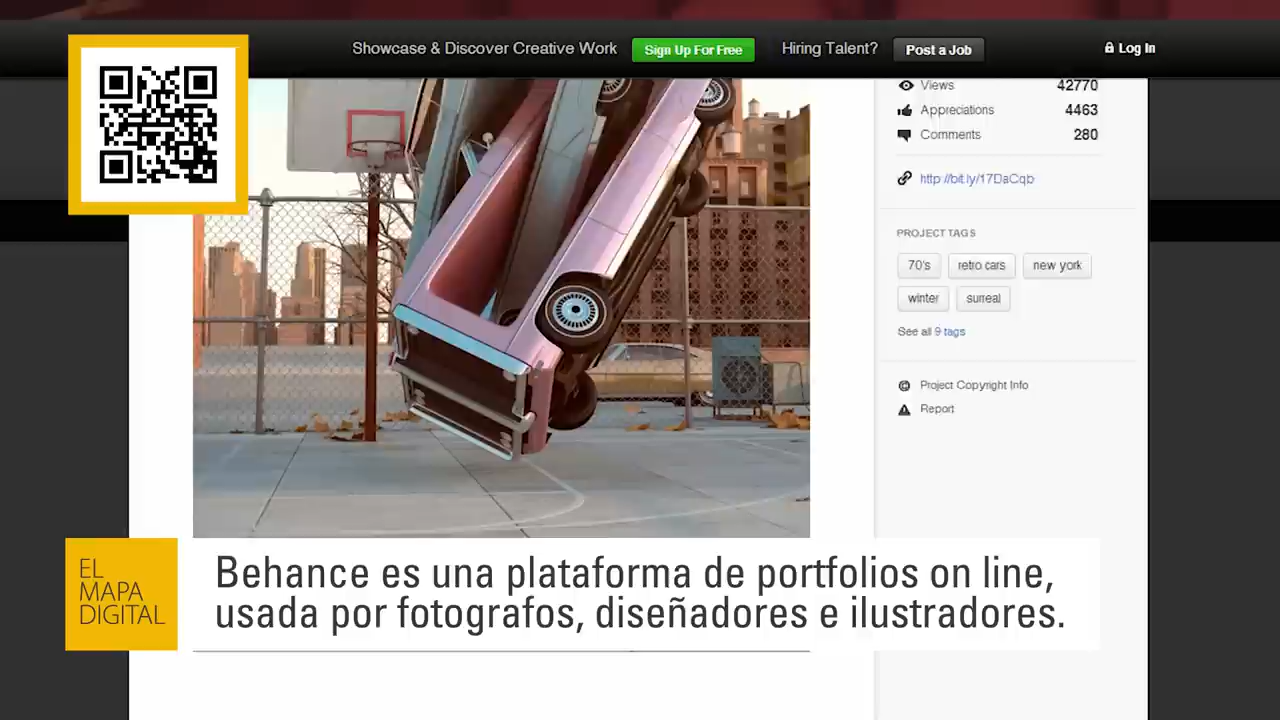 Showcase & Discover Creative Work
Sign Up For Free
Hiring Talent?
Post a Job
Log In
Views 42770
Appreciations 4463
Comments 280
http://bit.ly/17DaCqb
PROJECT TAGS
70's
retro cars
new york
winter
surreal
See all 9 tags
Project Copyright Info
Report
EL
MAPA
DIGITAL
Behance es una plataforma de portfolios on line,
usada por fotografos, diseñadores e ilustradores.